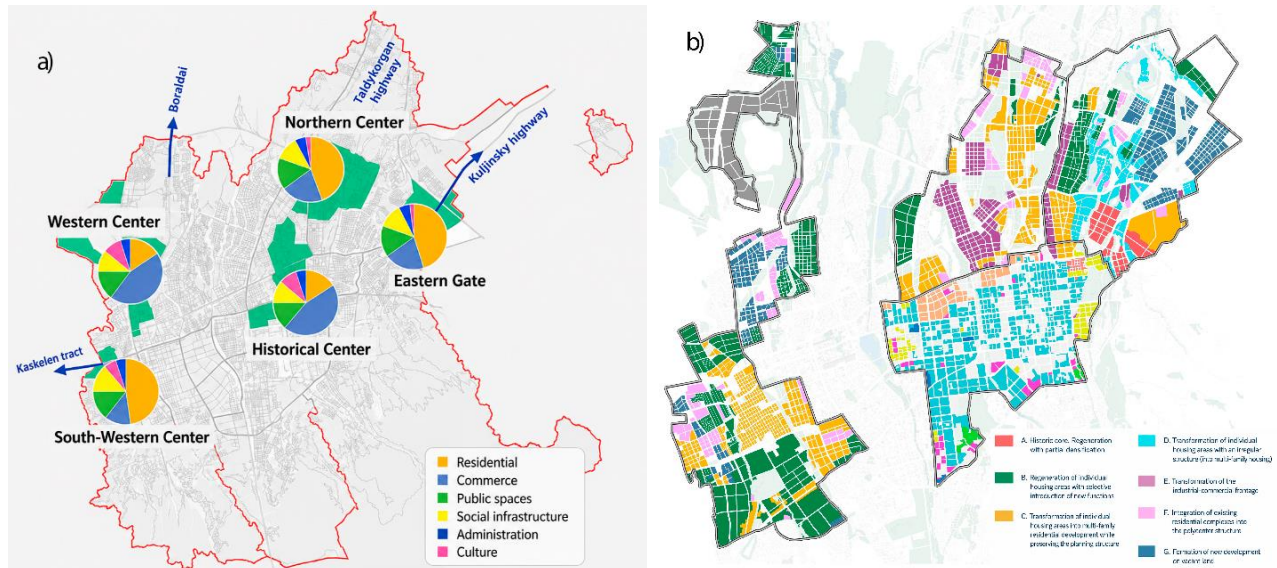 a)
Boraldai
Taldykorgan
highway
Northern Center
Kuljinsky highway
Western Center
Eastern Gate
Historical Center
Kaskelen tract
South-Western Center
Residential
Commerce
Public spaces
Social infrastructure
Administration
Culture
b)
A. Historic core. Regeneration
with partial densification
B. Regeneration of individual
housing areas with selective
introduction of new functions
C. Transformation of individual
housing areas into multi-family
residential development while
preserving the planning structure
D. Transformation of individual
housing areas with an irregular
structure (into multi-family housing)
E. Transformation of the
industrial-commercial frontage
F. Integration of existing
residential complexes into
the polycenter structure
G. Formation of new development
on vacant land